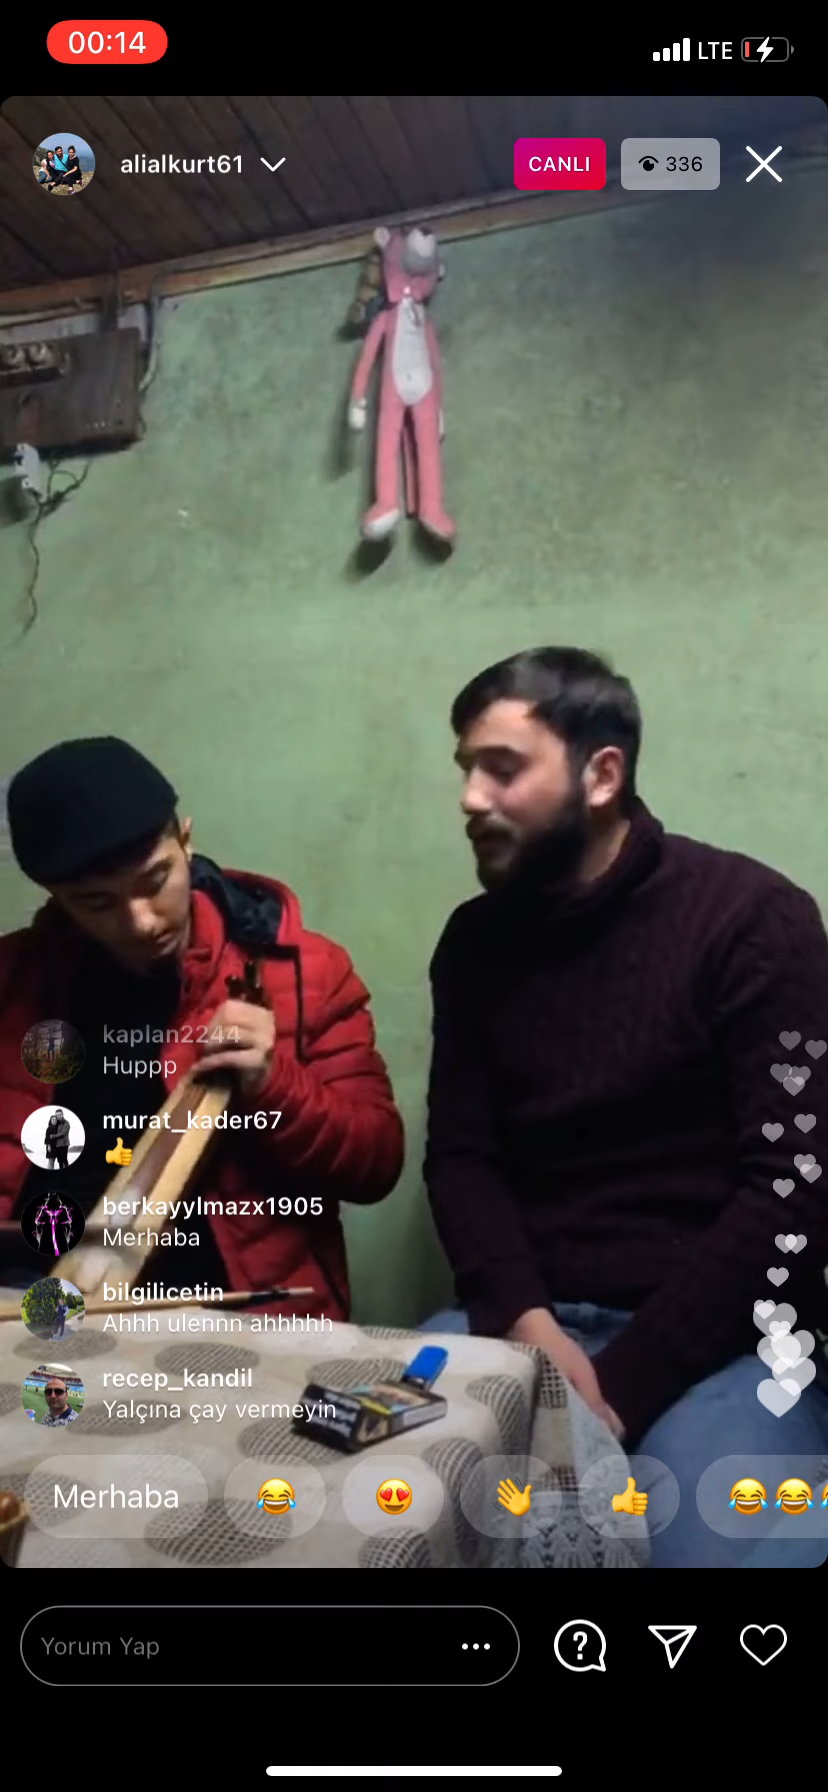 00:14
LTE
alialkurt61
CANLI
336
kaplan2244
Huppp
murat_kader67
👍
berkayylmazx1905
Merhaba
bilgilicetin
Ahhh ulennn ahhhhh
recep_kandil
Yalçına çay vermeyin
Merhaba 😂 😍 👋 👍 😂😂
Yorum Yap